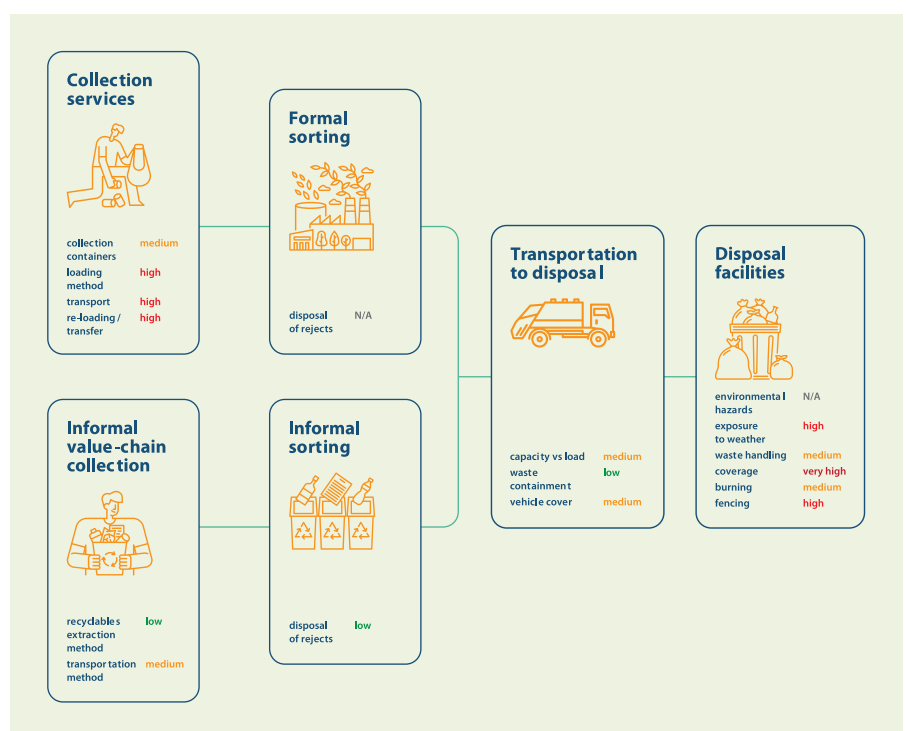 Collection
services
collection medium
containers
loading high
method
transport high
re-loading / high
transfer
Formal
sorting
disposal N/A
of rejects
Informal
value-chain
collection
recyclables low
extraction
method
transportation medium
method
Informal
sorting
disposal low
of rejects
Transportation
to disposal
capacity vs load medium
waste low
containment
vehicle cover medium
Disposal
facilities
environmental N/A
hazards
exposure high
to weather
waste handling medium
coverage very high
burning medium
fencing high